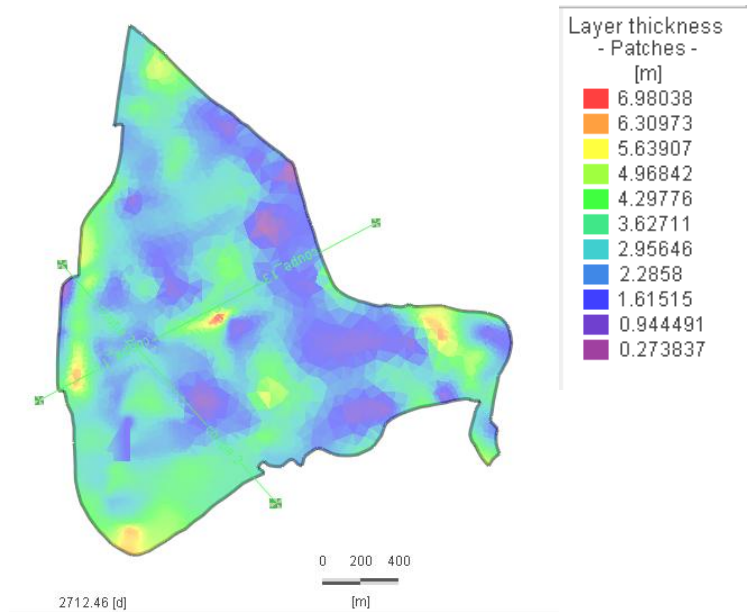 Layer thickness
- Patches -
[m]
6.98038
6.30973
5.63907
4.96842
4.29776
3.62711
2.95646
2.2858
1.61515
0.944491
0.273837
0 200 400
[m]
2712.46 [d]